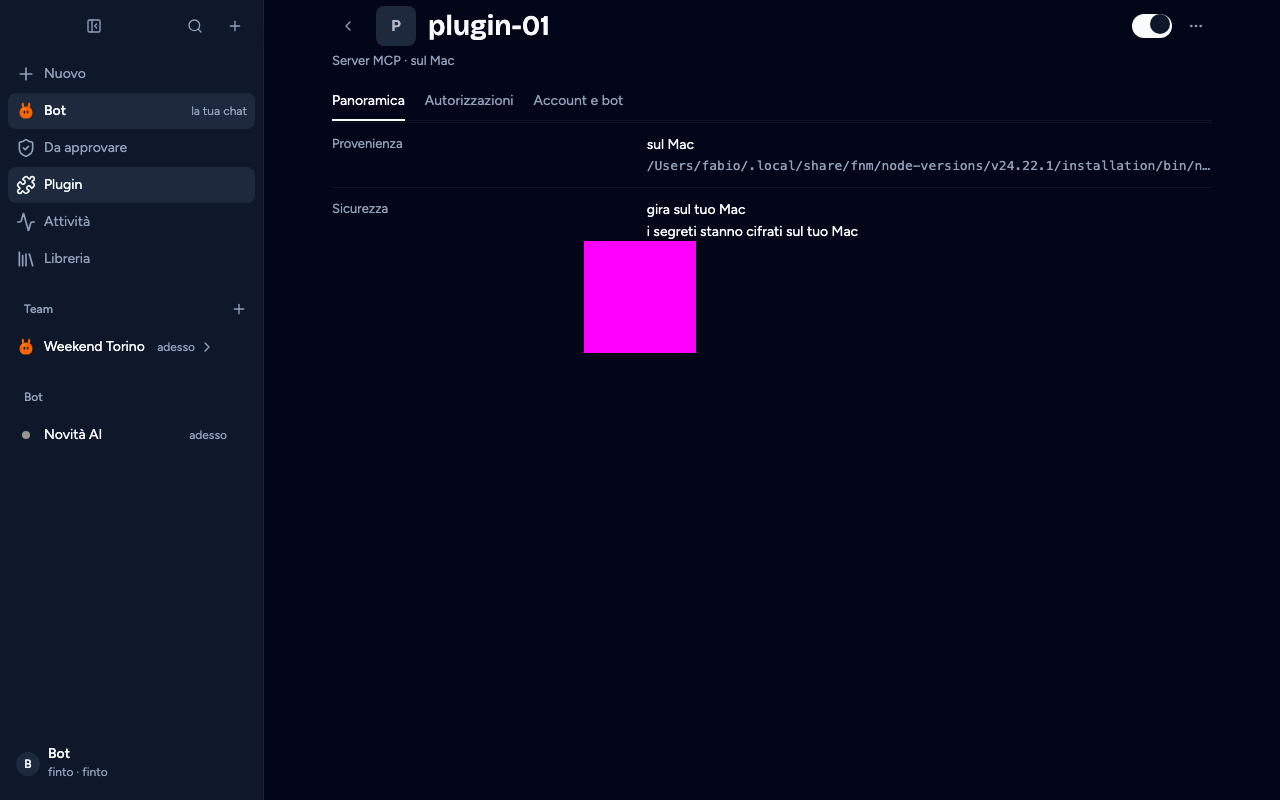 Nuovo
Bot la tua chat
Da approvare
Plugin
Attività
Libreria
Team
Weekend Torino adesso
Bot
Novità AI adesso
B Bot
finto · finto
P plugin-01
Server MCP · sul Mac
Panoramica Autorizzazioni Account e bot
Provenienza sul Mac
/Users/fabio/.local/share/fnm/node-versions/v24.22.1/installation/bin/n…
Sicurezza gira sul tuo Mac
i segreti stanno cifrati sul tuo Mac